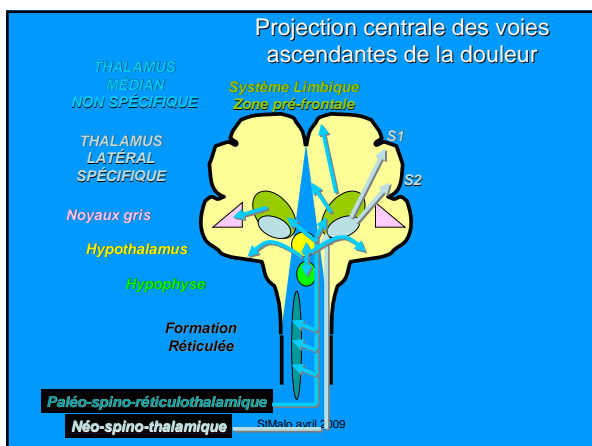 Projection centrale des voies
ascendantes de la douleur
THALAMUS
MÉDIAN
NON SPÉCIFIQUE
Système Limbique
Zone pré-frontale
THALAMUS
LATÉRAL
SPÉCIFIQUE
S1
S2
Noyaux gris
Hypothalamus
Hypophyse
Formation
Réticulée
Paléo-spino-réticulothalamique
Néo-spino-thalamique
StMalo avril 2009